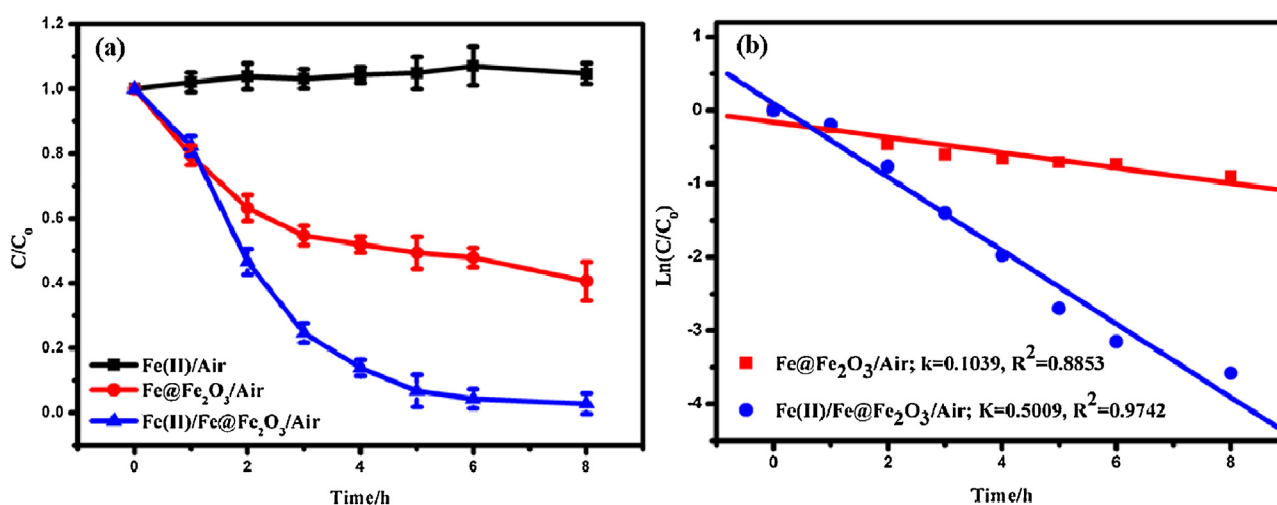 (a)
1.2
1.0
0.8
0.6
0.4
0.2
0.0
C/C₀
Fe(II)/Air
Fe@Fe₂O₃/Air
Fe(II)/Fe@Fe₂O₃/Air
0 2 4 6 8
Time/h
(b)
1
0
-1
-2
-3
-4
Ln(C/C₀)
Fe@Fe₂O₃/Air; k=0.1039, R²=0.8853
Fe(II)/Fe@Fe₂O₃/Air; K=0.5009, R²=0.9742
0 2 4 6 8
Time/h